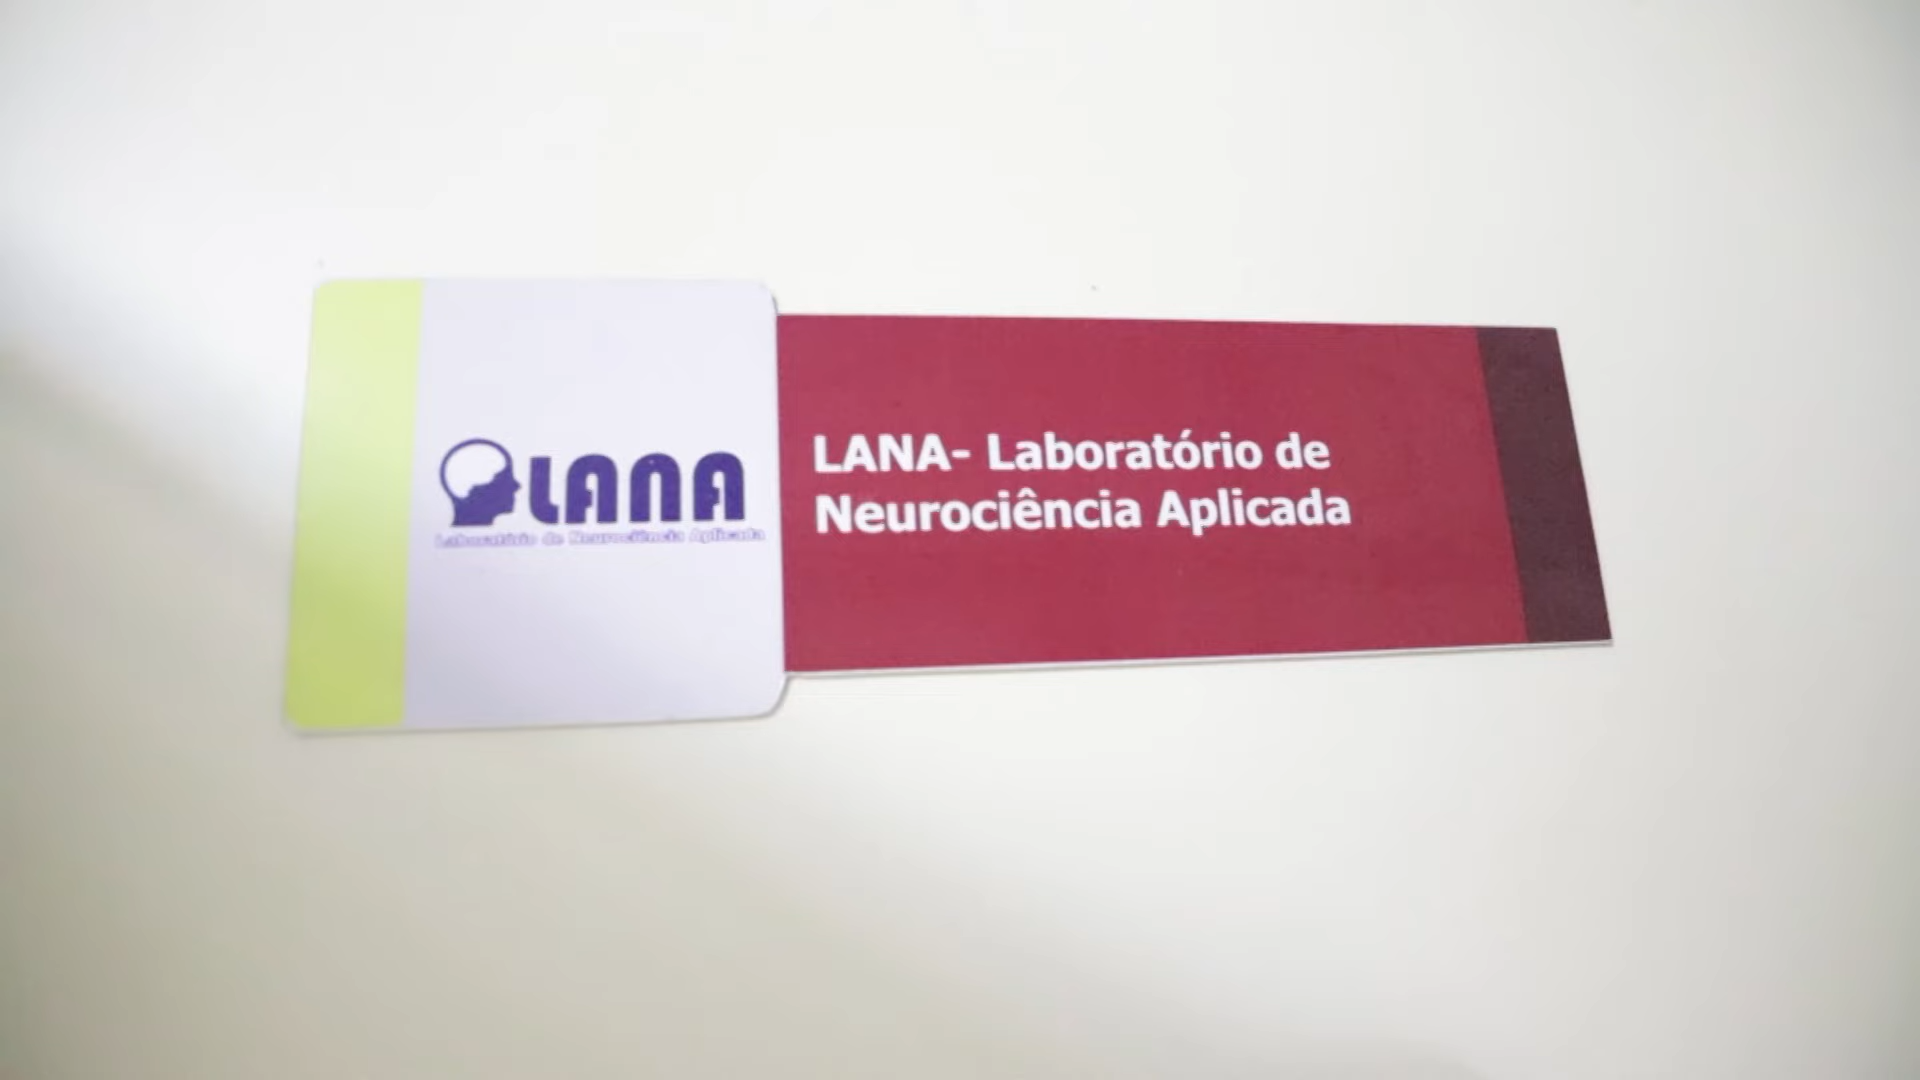 LANA
Laboratório de Neurociência Aplicada
LANA- Laboratório de
Neurociência Aplicada